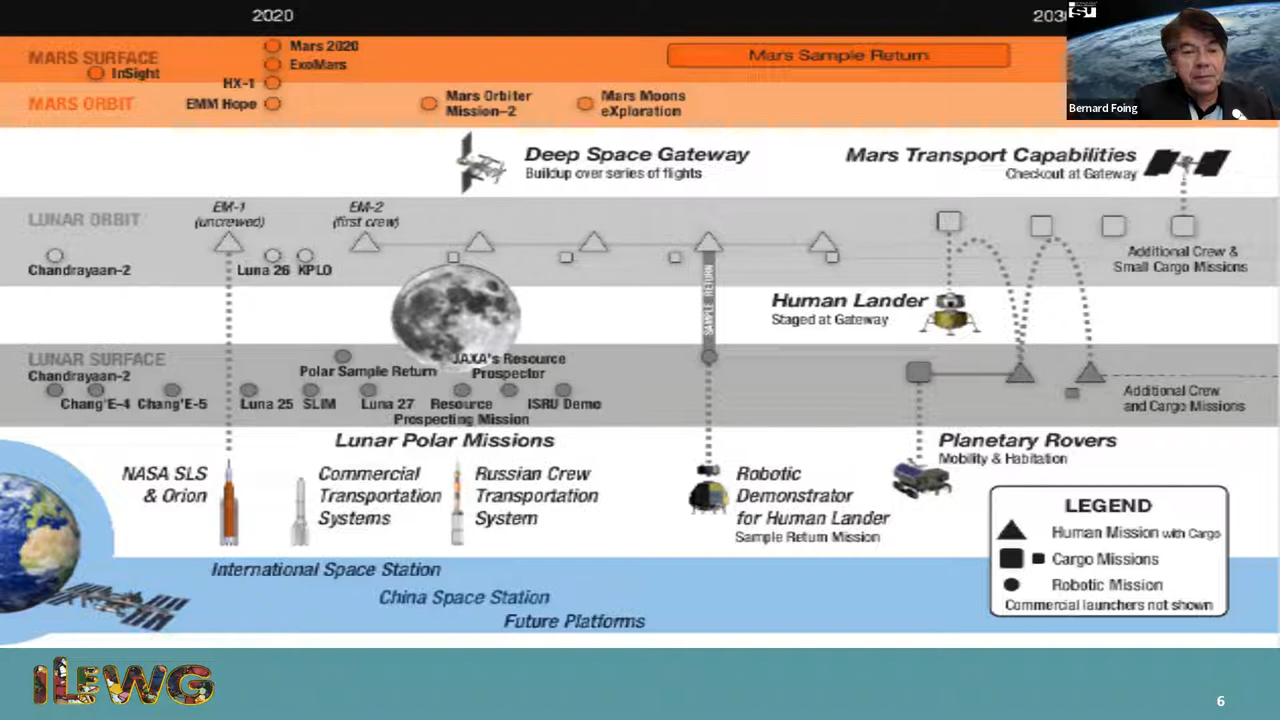 2020
2030
ISU
Bernard Foing
MARS SURFACE
InSight
Mars 2020
ExoMars
HX-1
Mars Sample Return
MARS ORBIT
EMM Hope
Mars Orbiter
Mission-2
Mars Moons
eXploration
Deep Space Gateway
Buildup over series of flights
Mars Transport Capabilities
Checkout at Gateway
LUNAR ORBIT
EM-1
(uncrewed)
EM-2
(first crew)
Chandrayaan-2
Luna 26
KPLO
Additional Crew &
Small Cargo Missions
SAMPLE RETURN
Human Lander
Staged at Gateway
LUNAR SURFACE
Chandrayaan-2
Polar Sample Return
JAXA's Resource
Prospector
Chang'E-4
Chang'E-5
Luna 25
SLIM
Luna 27
Resource
Prospecting Mission
ISRU Demo
Additional Crew
and Cargo Missions
Lunar Polar Missions
Planetary Rovers
Mobility & Habitation
NASA SLS
& Orion
Commercial
Transportation
Systems
Russian Crew
Transportation
System
Robotic
Demonstrator
for Human Lander
Sample Return Mission
LEGEND
Human Mission with Cargo
Cargo Missions
Robotic Mission
Commercial launchers not shown
International Space Station
China Space Station
Future Platforms
ILEWG
6